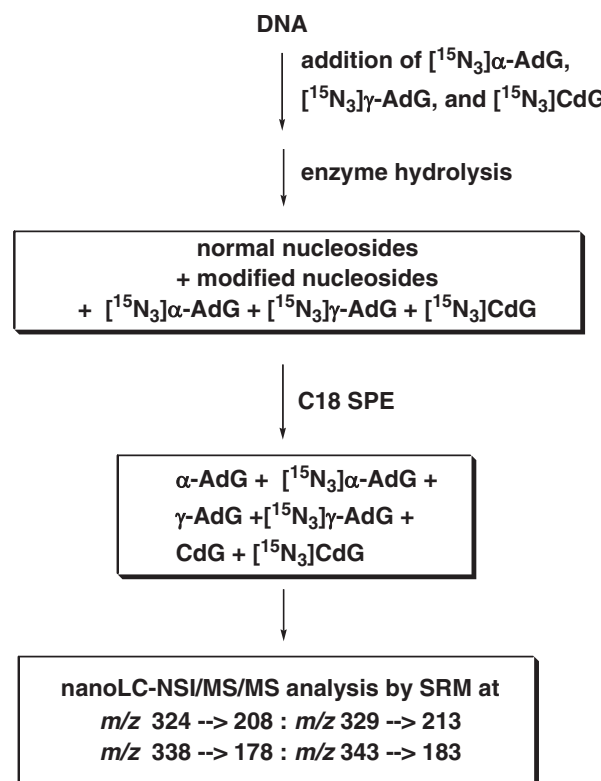 DNA
addition of [¹⁵N₃]α-AdG,
[¹⁵N₃]γ-AdG, and [¹⁵N₃]CdG
enzyme hydrolysis
normal nucleosides
+ modified nucleosides
+ [¹⁵N₃]α-AdG + [¹⁵N₃]γ-AdG + [¹⁵N₃]CdG
C18 SPE
α-AdG + [¹⁵N₃]α-AdG +
γ-AdG +[¹⁵N₃]γ-AdG +
CdG + [¹⁵N₃]CdG
nanoLC-NSI/MS/MS analysis by SRM at
m/z 324 --> 208 : m/z 329 --> 213
m/z 338 --> 178 : m/z 343 --> 183